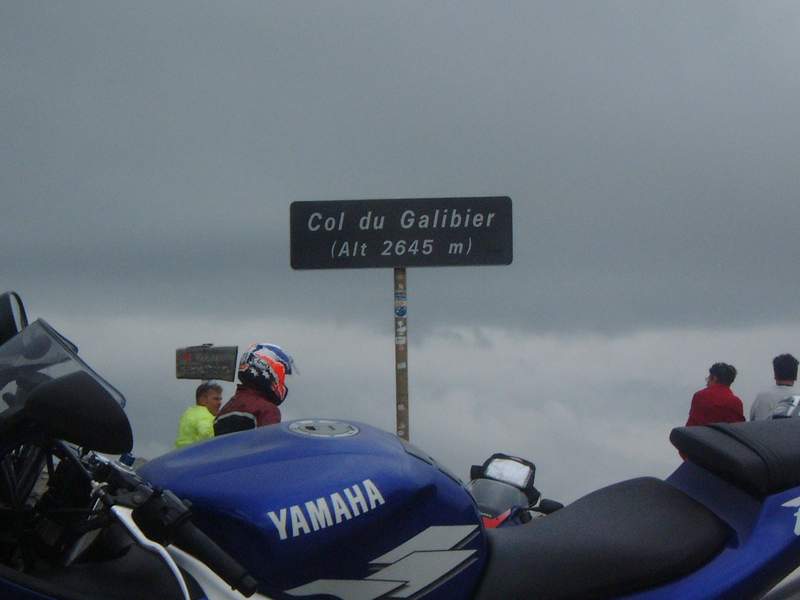 Col du Galibier
(Alt 2645 m)
YAMAHA